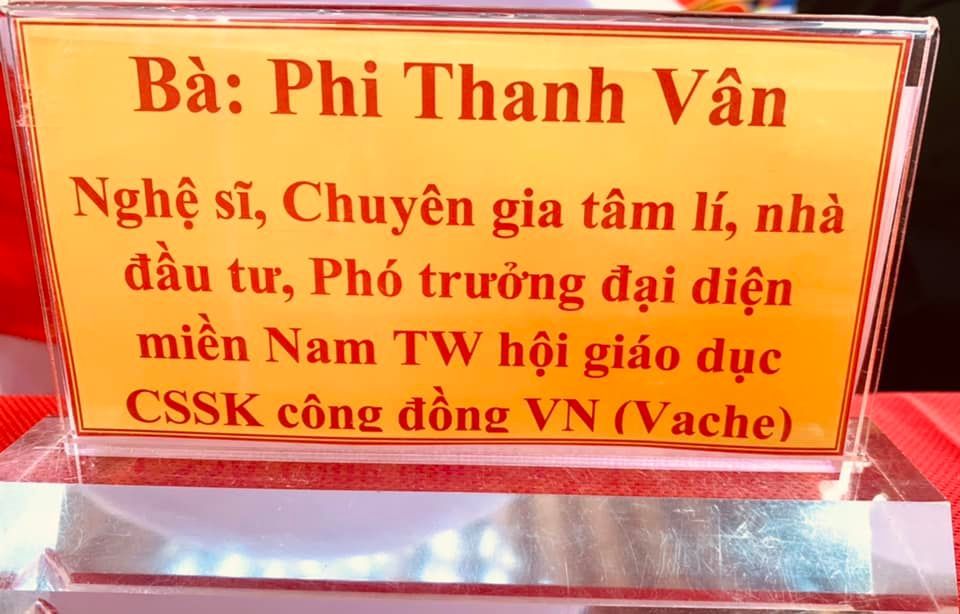 Bà: Phi Thanh Vân
Nghệ sĩ, Chuyên gia tâm lí, nhà
đầu tư, Phó trưởng đại diện
miền Nam TW hội giáo dục
CSSK công đồng VN (Vache)